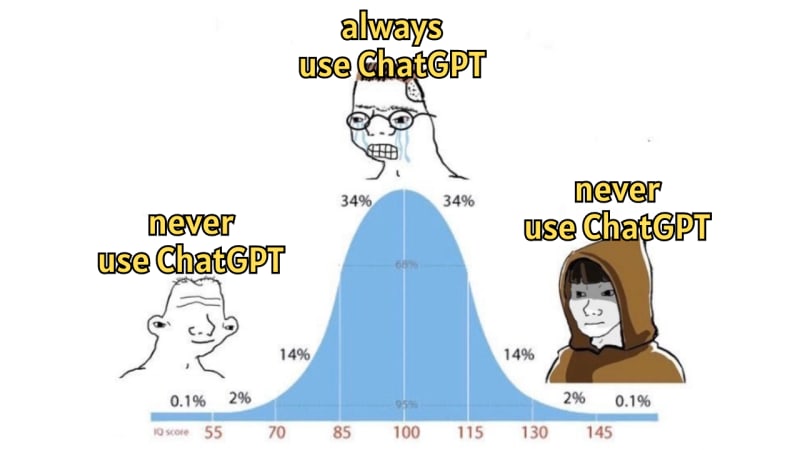 always
use ChatGPT
never
use ChatGPT
never
use ChatGPT
34%
34%
68%
14%
14%
95%
0.1%
2%
2%
0.1%
IQ score
55
70
85
100
115
130
145